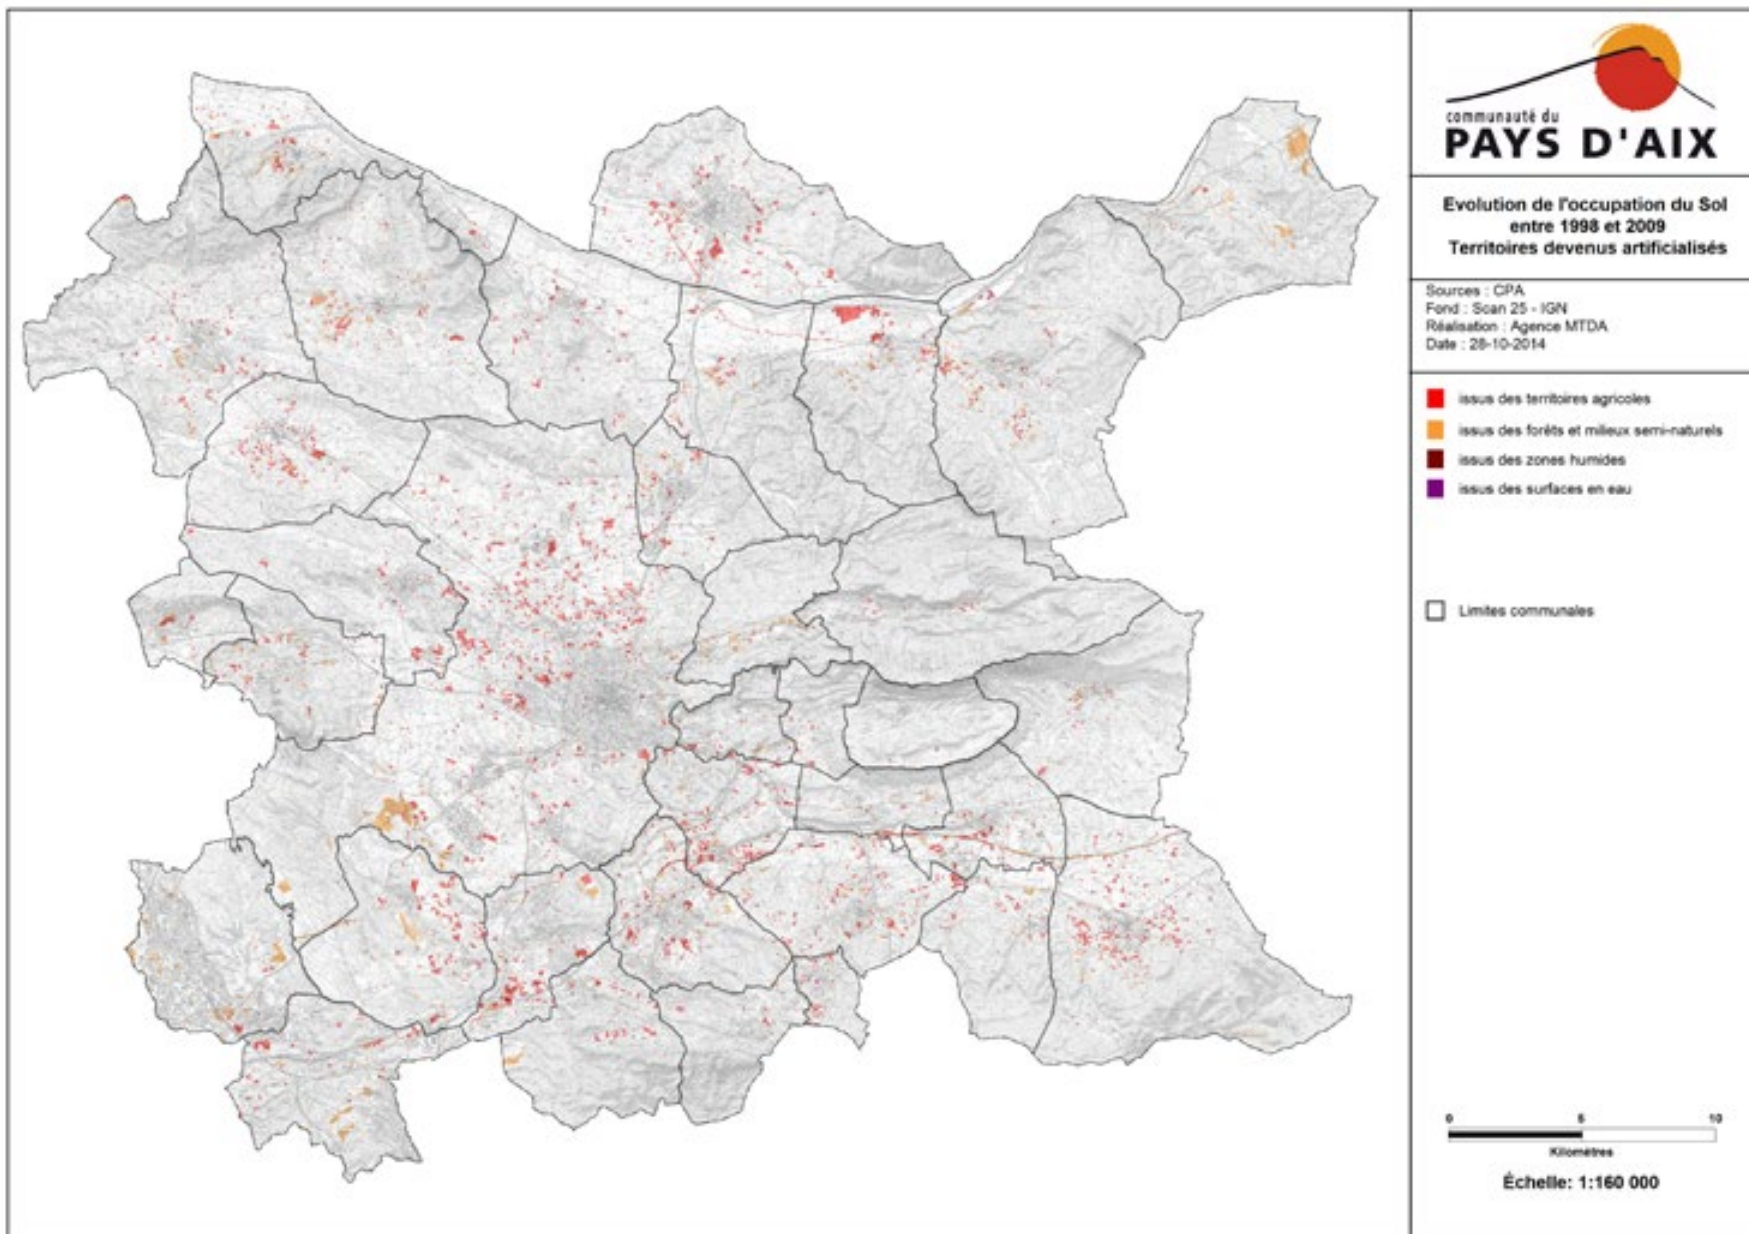 communauté du
PAYS D'AIX
Evolution de l'occupation du Sol
entre 1998 et 2009
Territoires devenus artificialisés
Sources : CPA
Fond : Scan 25 - IGN
Réalisation : Agence MTDA
Date : 28-10-2014
issus des territoires agricoles
issus des forêts et milieux semi-naturels
issus des zones humides
issus des surfaces en eau
Limites communales
0 5 10
Kilomètres
Échelle: 1:160 000